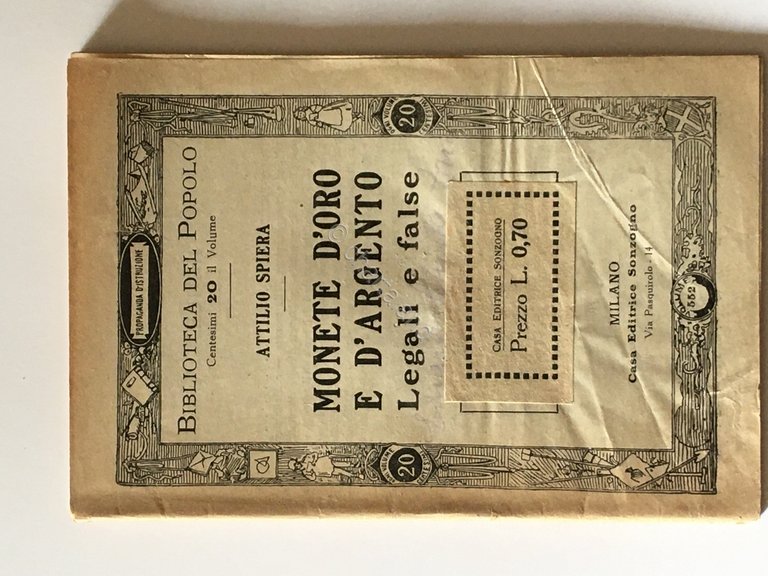 PROPAGANDA D'ISTRUZIONE
BIBLIOTECA DEL POPOLO
Centesimi 20 il Volume
ATTILIO SPIERA
MONETE D'ORO
E D'ARGENTO
Legali e false
CASA EDITRICE SONZOGNO
Prezzo L. 0,70
MILANO
Casa Editrice Sonzogno
Via Pasquirolo - 14
20
20
552